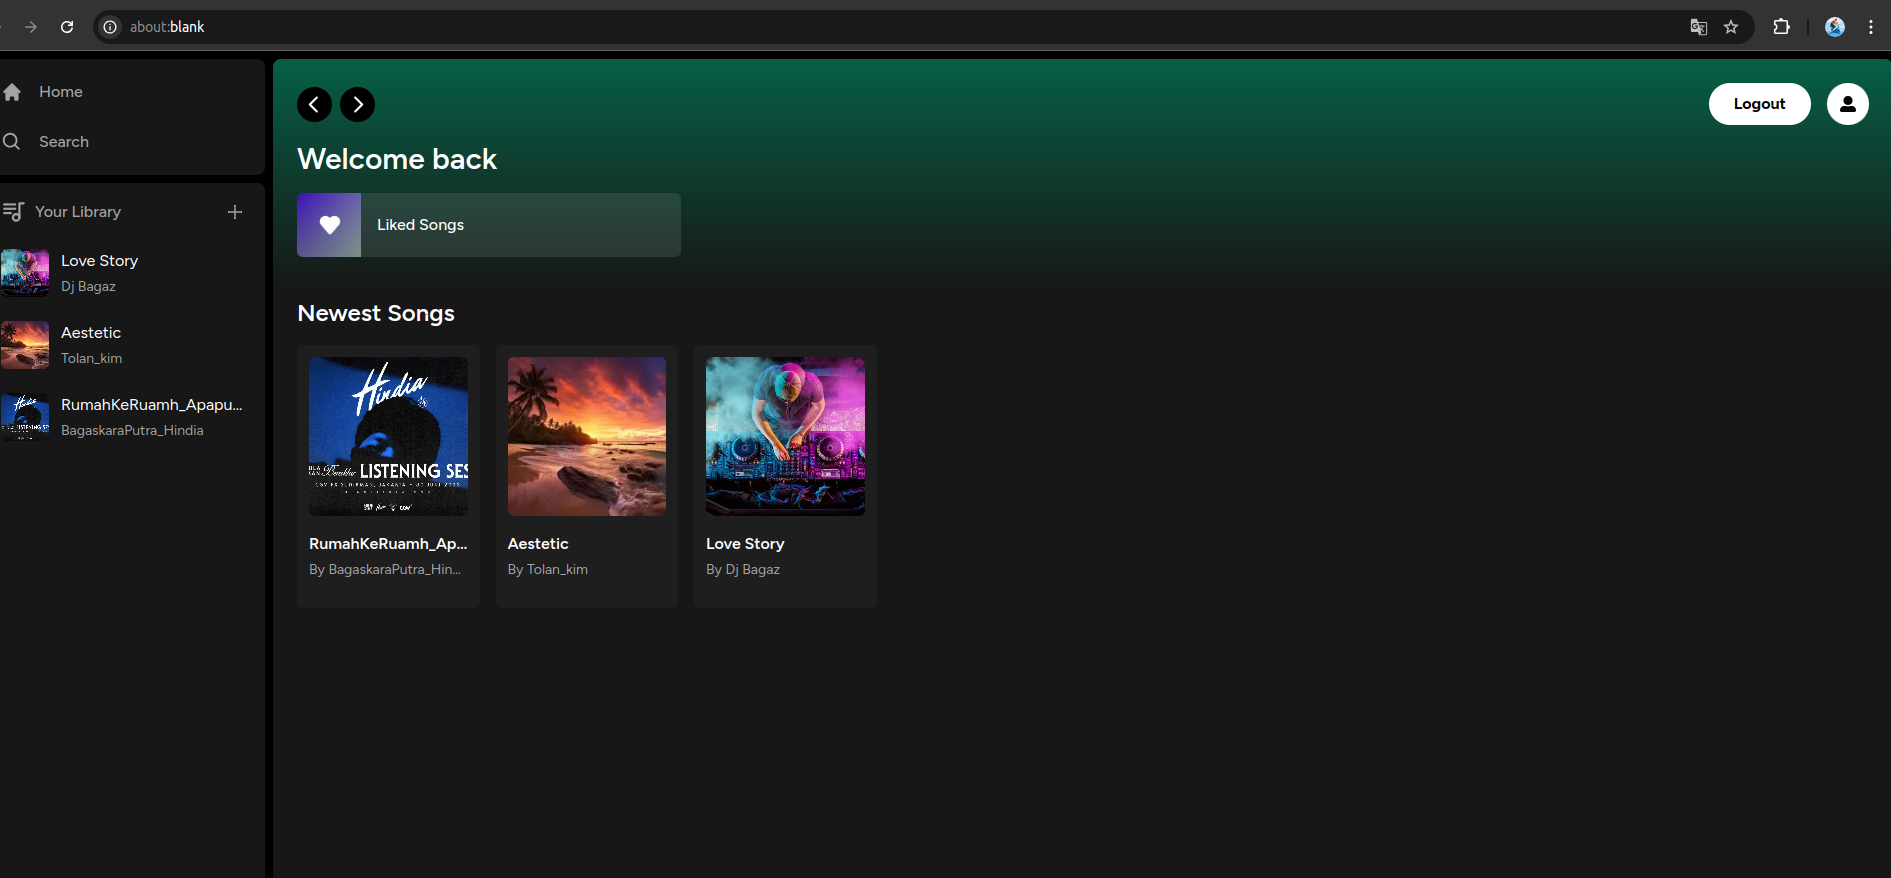 about:blank
Home
Search
Your Library
Love Story
Dj Bagaz
Aestetic
Tolan_kim
RumahKeRuamh_Apapu...
BagaskaraPutra_Hindia
Logout
Welcome back
Liked Songs
Newest Songs
Hindia
LISTENING SES
RumahKeRuamh_Ap...
By BagaskaraPutra_Hin...
Aestetic
By Tolan_kim
Love Story
By Dj Bagaz